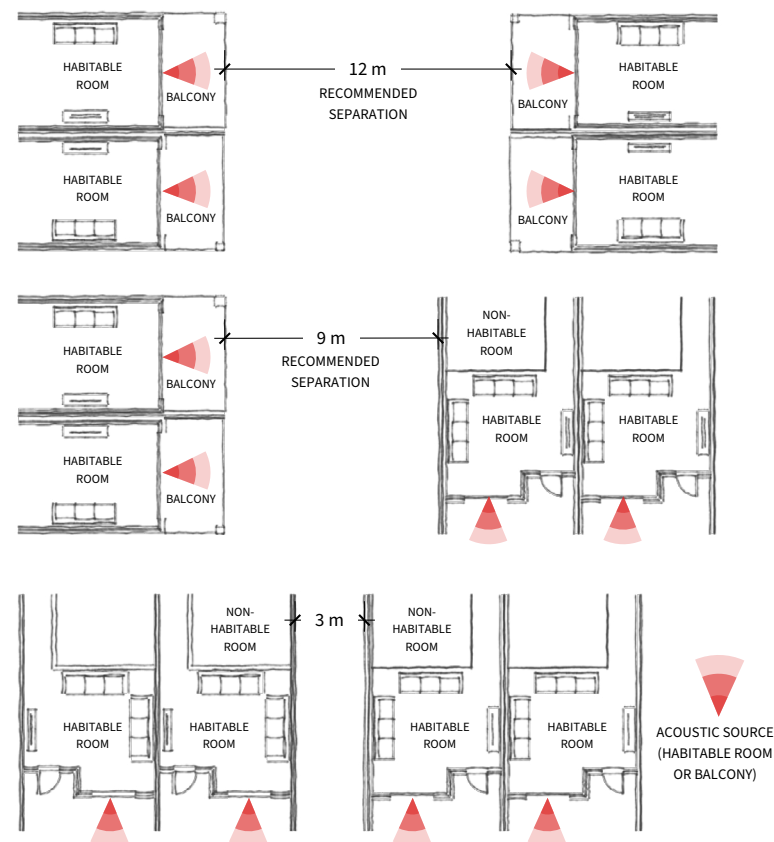 HABITABLE
ROOM
BALCONY
12 m
RECOMMENDED
SEPARATION
BALCONY
HABITABLE
ROOM
HABITABLE
ROOM
BALCONY
BALCONY
HABITABLE
ROOM
HABITABLE
ROOM
BALCONY
9 m
RECOMMENDED
SEPARATION
NON-
HABITABLE
ROOM
HABITABLE
ROOM
HABITABLE
ROOM
HABITABLE
ROOM
BALCONY
NON-
HABITABLE
ROOM
3 m
NON-
HABITABLE
ROOM
HABITABLE
ROOM
HABITABLE
ROOM
HABITABLE
ROOM
HABITABLE
ROOM
ACOUSTIC SOURCE
(HABITABLE ROOM
OR BALCONY)